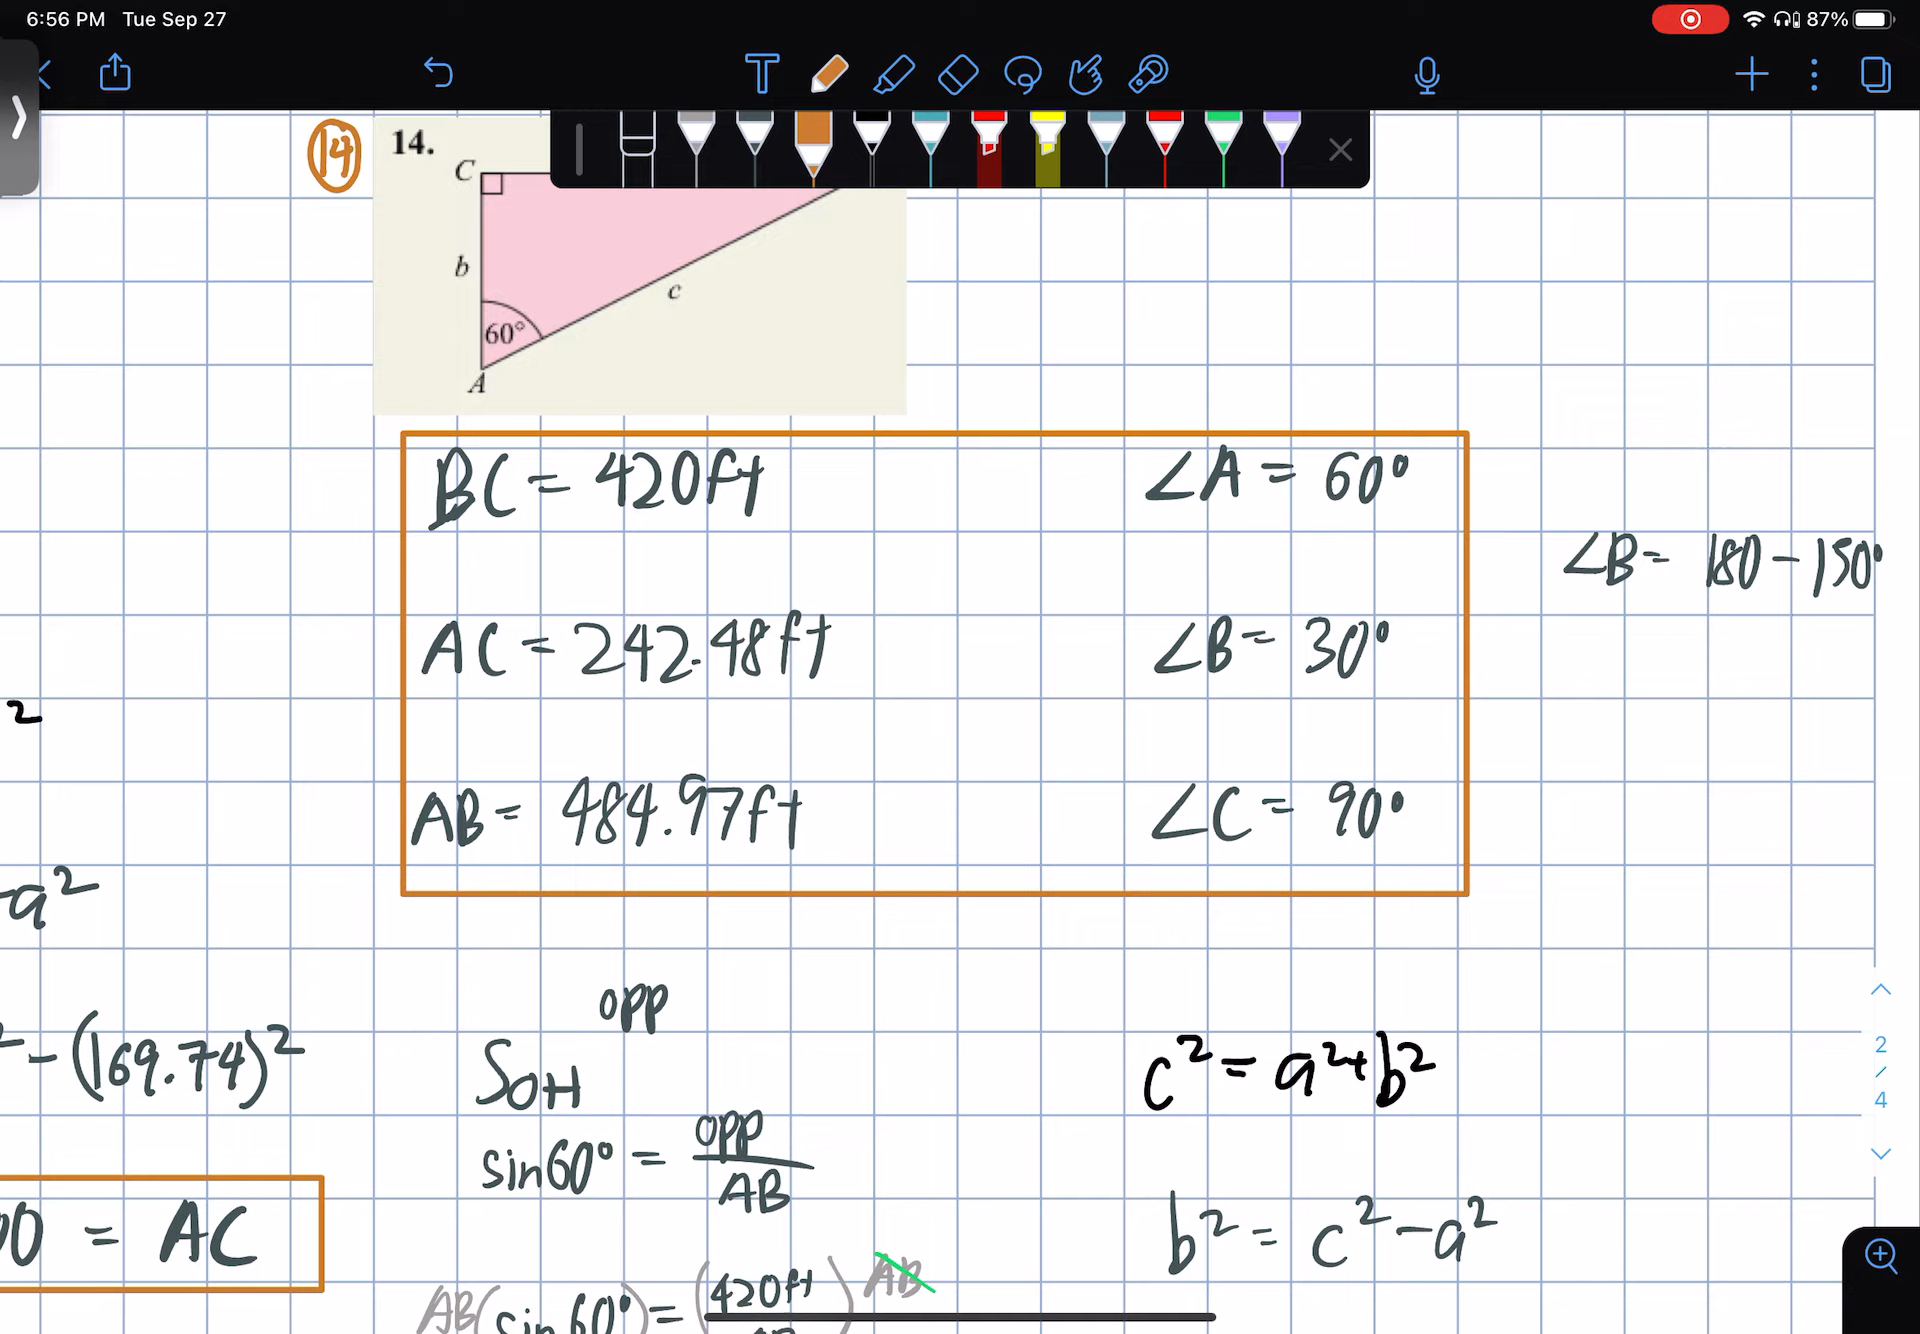 6:56 PM Tue Sep 27
87%
T
14
14.
C
b
c
60°
A
BC = 420ft
∠A = 60°
∠B = 180 - 150°
AC = 242.48ft
∠B = 30°
2
AB = 484.97ft
∠C = 90°
-a²
opp
- (169.74)²
SOH
c² = a²+b²
2
/
4
sin60° = opp
AB
0 = AC
b² = c² - a²
AB(sin 60°) = (420ft) AB